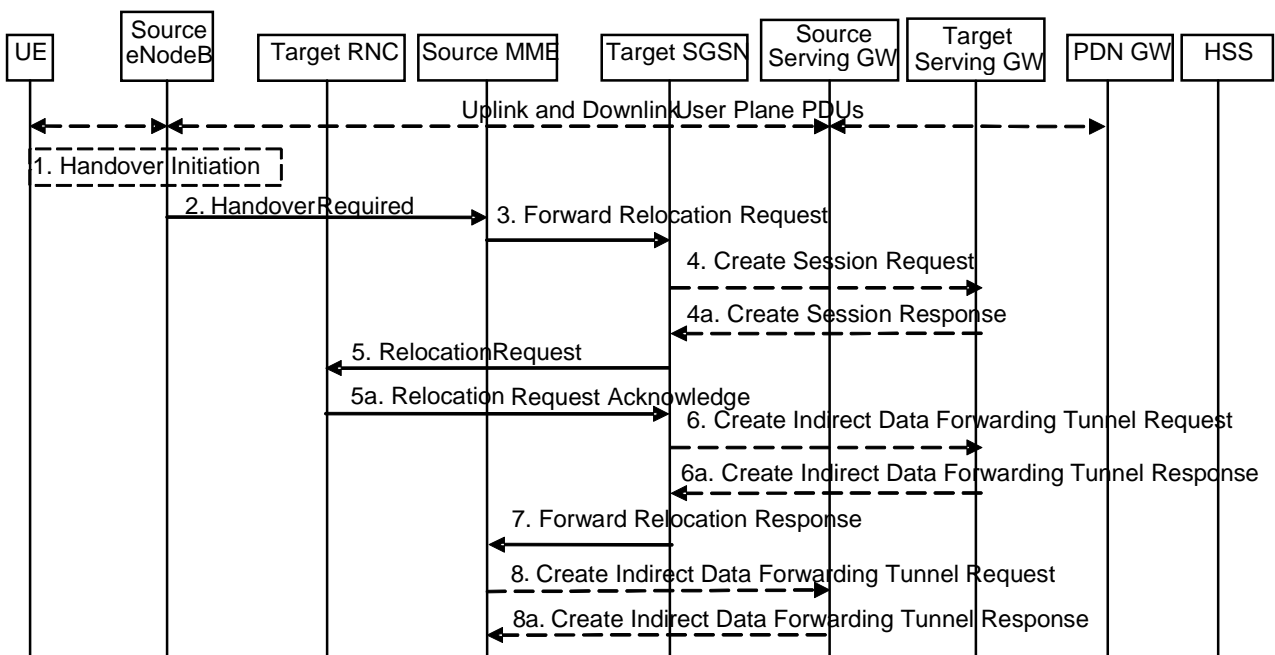 UE
Source
eNodeB
Target RNC
Source MME
Target SGSN
Source
Serving GW
Target
Serving GW
PDN GW
HSS
Uplink and Downlink User Plane PDUs
1. Handover Initiation
2. Handover Required
3. Forward Relocation Request
4. Create Session Request
4a. Create Session Response
5. Relocation Request
5a. Relocation Request Acknowledge
6. Create Indirect Data Forwarding Tunnel Request
6a. Create Indirect Data Forwarding Tunnel Response
7. Forward Relocation Response
8. Create Indirect Data Forwarding Tunnel Request
8a. Create Indirect Data Forwarding Tunnel Response